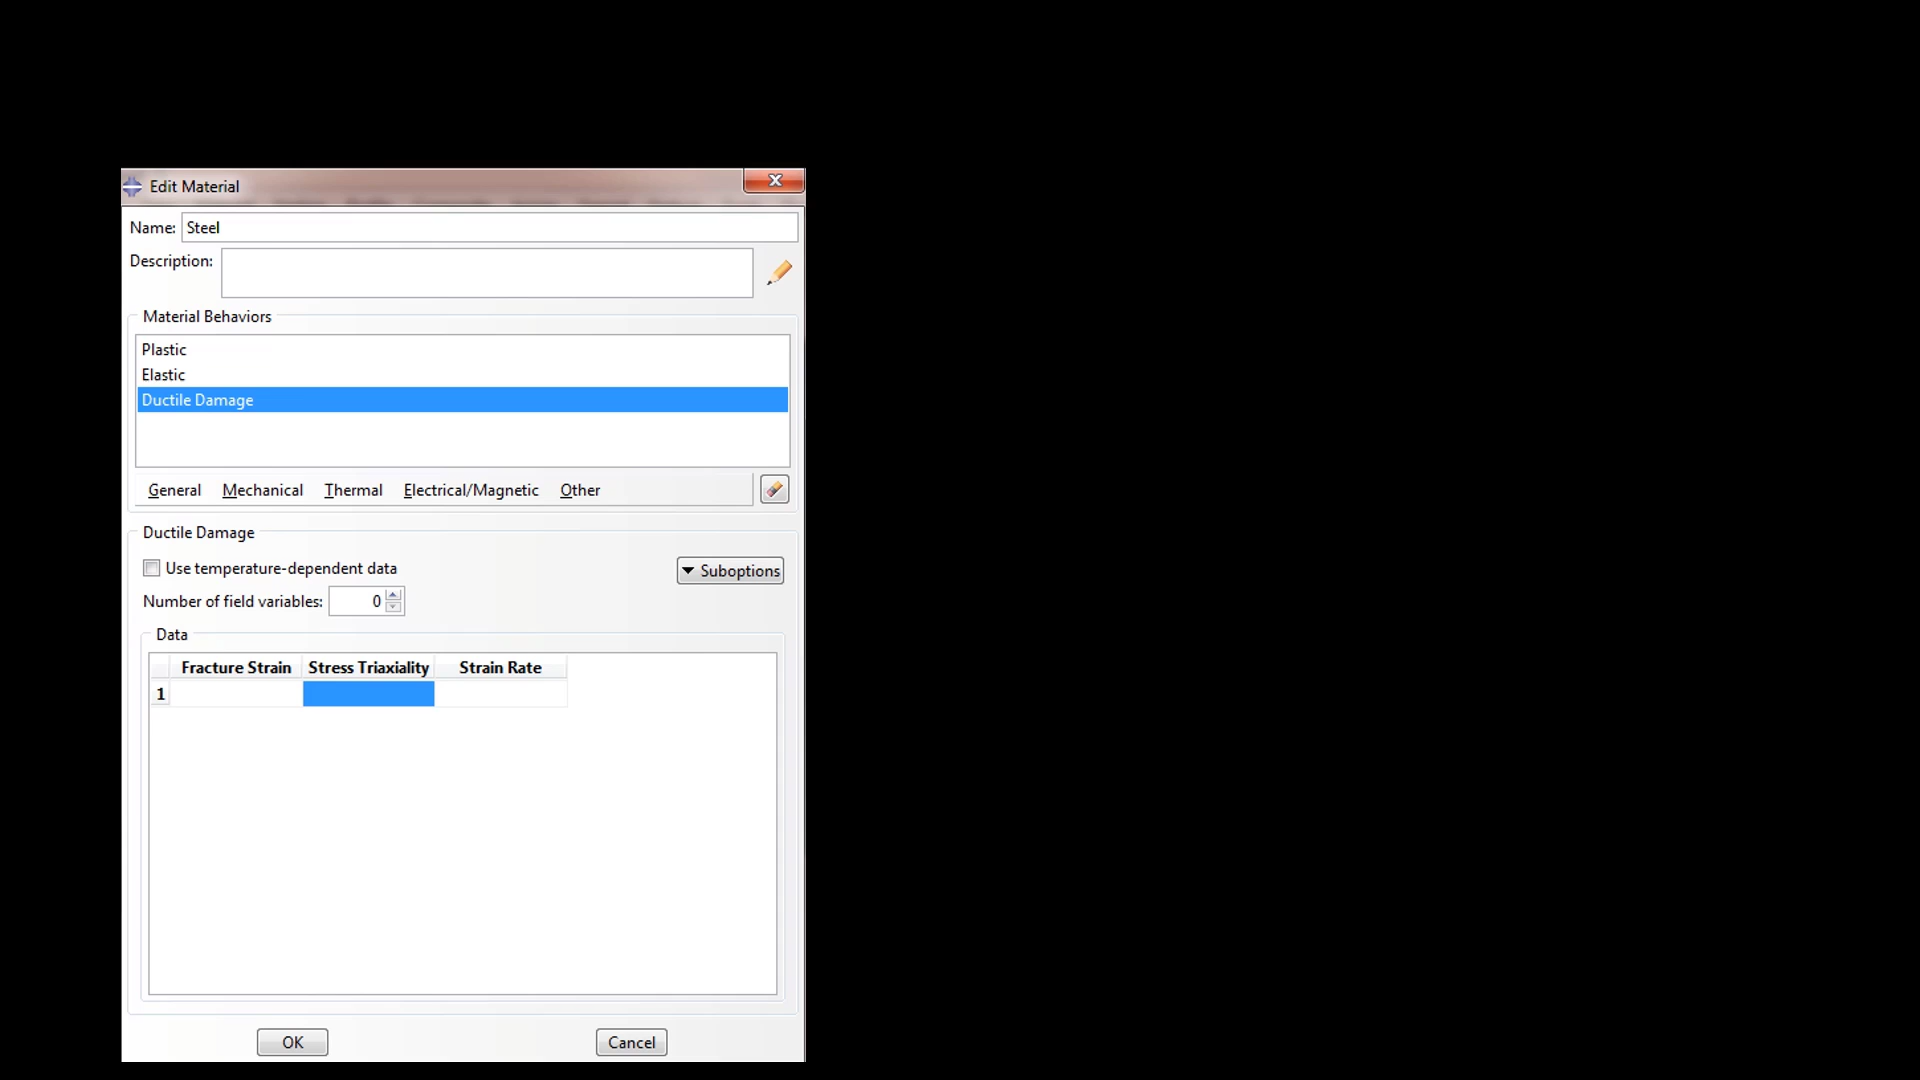 Edit Material
Name: Steel
Description:
Material Behaviors
Plastic
Elastic
Ductile Damage
General Mechanical Thermal Electrical/Magnetic Other
Ductile Damage
Use temperature-dependent data
Suboptions
Number of field variables: 0
Data
Fracture Strain Stress Triaxiality Strain Rate
1
OK Cancel